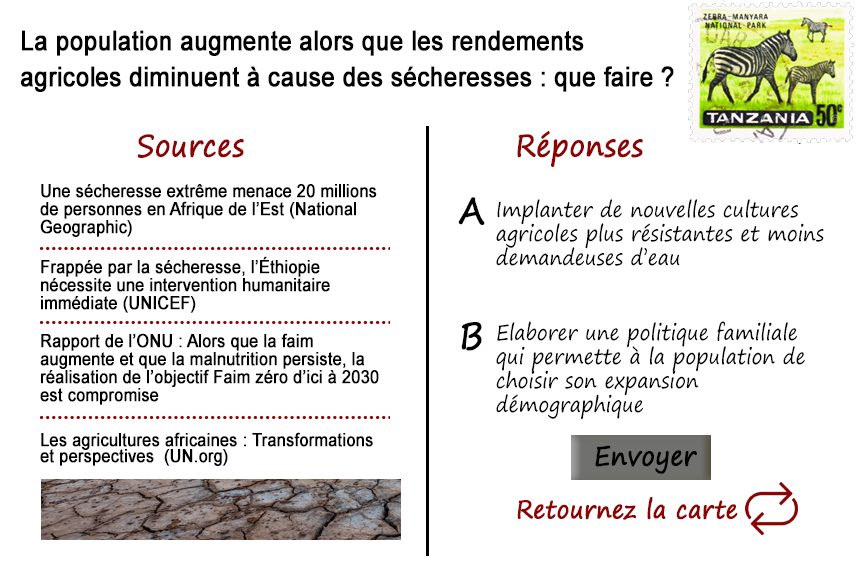 La population augmente alors que les rendements
agricoles diminuent à cause des sécheresses : que faire ?
ZEBRA-MANYARA
NATIONAL PARK
TANZANIA 50c
Sources
Une sécheresse extrême menace 20 millions
de personnes en Afrique de l'Est (National
Geographic)
Frappée par la sécheresse, l'Éthiopie
nécessite une intervention humanitaire
immédiate (UNICEF)
Rapport de l'ONU : Alors que la faim
augmente et que la malnutrition persiste, la
réalisation de l'objectif Faim zéro d'ici à 2030
est compromise
Les agricultures africaines : Transformations
et perspectives (UN.org)
Réponses
A Implanter de nouvelles cultures
agricoles plus résistantes et moins
demandeuses d'eau
B Elaborer une politique familiale
qui permette à la population de
choisir son expansion
démographique
Envoyer
Retournez la carte